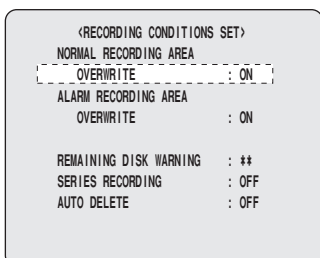 <RECORDING CONDITIONS SET>
NORMAL RECORDING AREA
OVERWRITE : ON
ALARM RECORDING AREA
OVERWRITE : ON
REMAINING DISK WARNING : **
SERIES RECORDING : OFF
AUTO DELETE : OFF